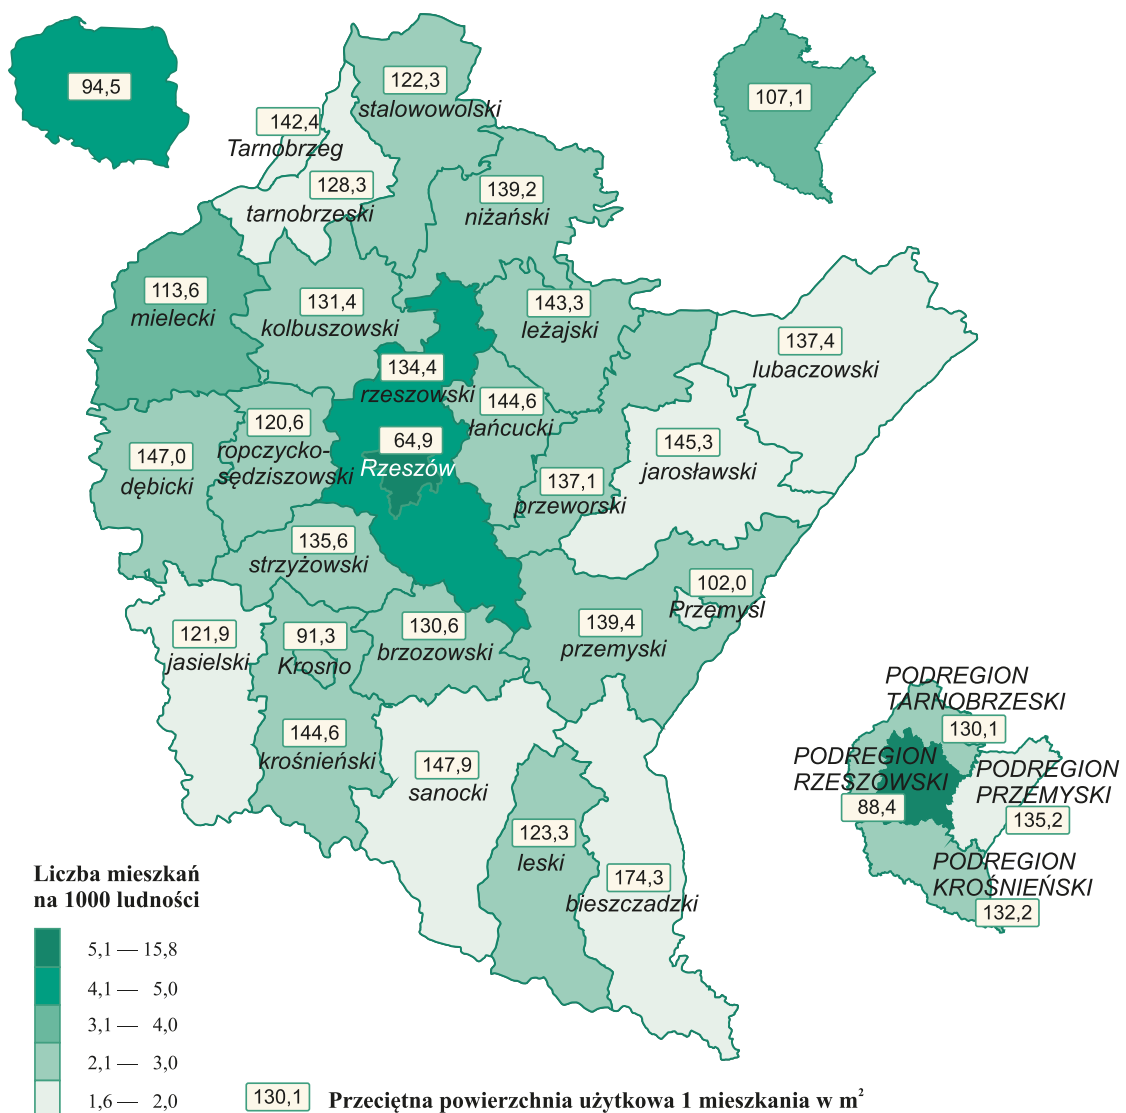 94,5
107,1
122,3
stalowowolski
142,4
Tarnobrzeg
128,3
tarnobrzeski
139,2
niżański
113,6
mielecki
131,4
kolbuszowski
143,3
leżajski
137,4
lubaczowski
134,4
rzeszowski
144,6
łańcucki
120,6
ropczycko-
sędziszowski
64,9
Rzeszów
147,0
dębicki
145,3
jarosławski
137,1
przeworski
135,6
strzyżowski
102,0
Przemyśl
121,9
jasielski
91,3
Krosno
130,6
brzozowski
139,4
przemyski
144,6
krośnieński
147,9
sanocki
123,3
leski
174,3
bieszczadzki
PODREGION
TARNOBRZESKI
130,1
PODREGION
RZESZOWSKI
88,4
PODREGION
PRZEMYSKI
135,2
PODREGION
KROŚNIEŃSKI
132,2
Liczba mieszkań
na 1000 ludności
5,1 — 15,8
4,1 — 5,0
3,1 — 4,0
2,1 — 3,0
1,6 — 2,0
130,1 Przeciętna powierzchnia użytkowa 1 mieszkania w m²